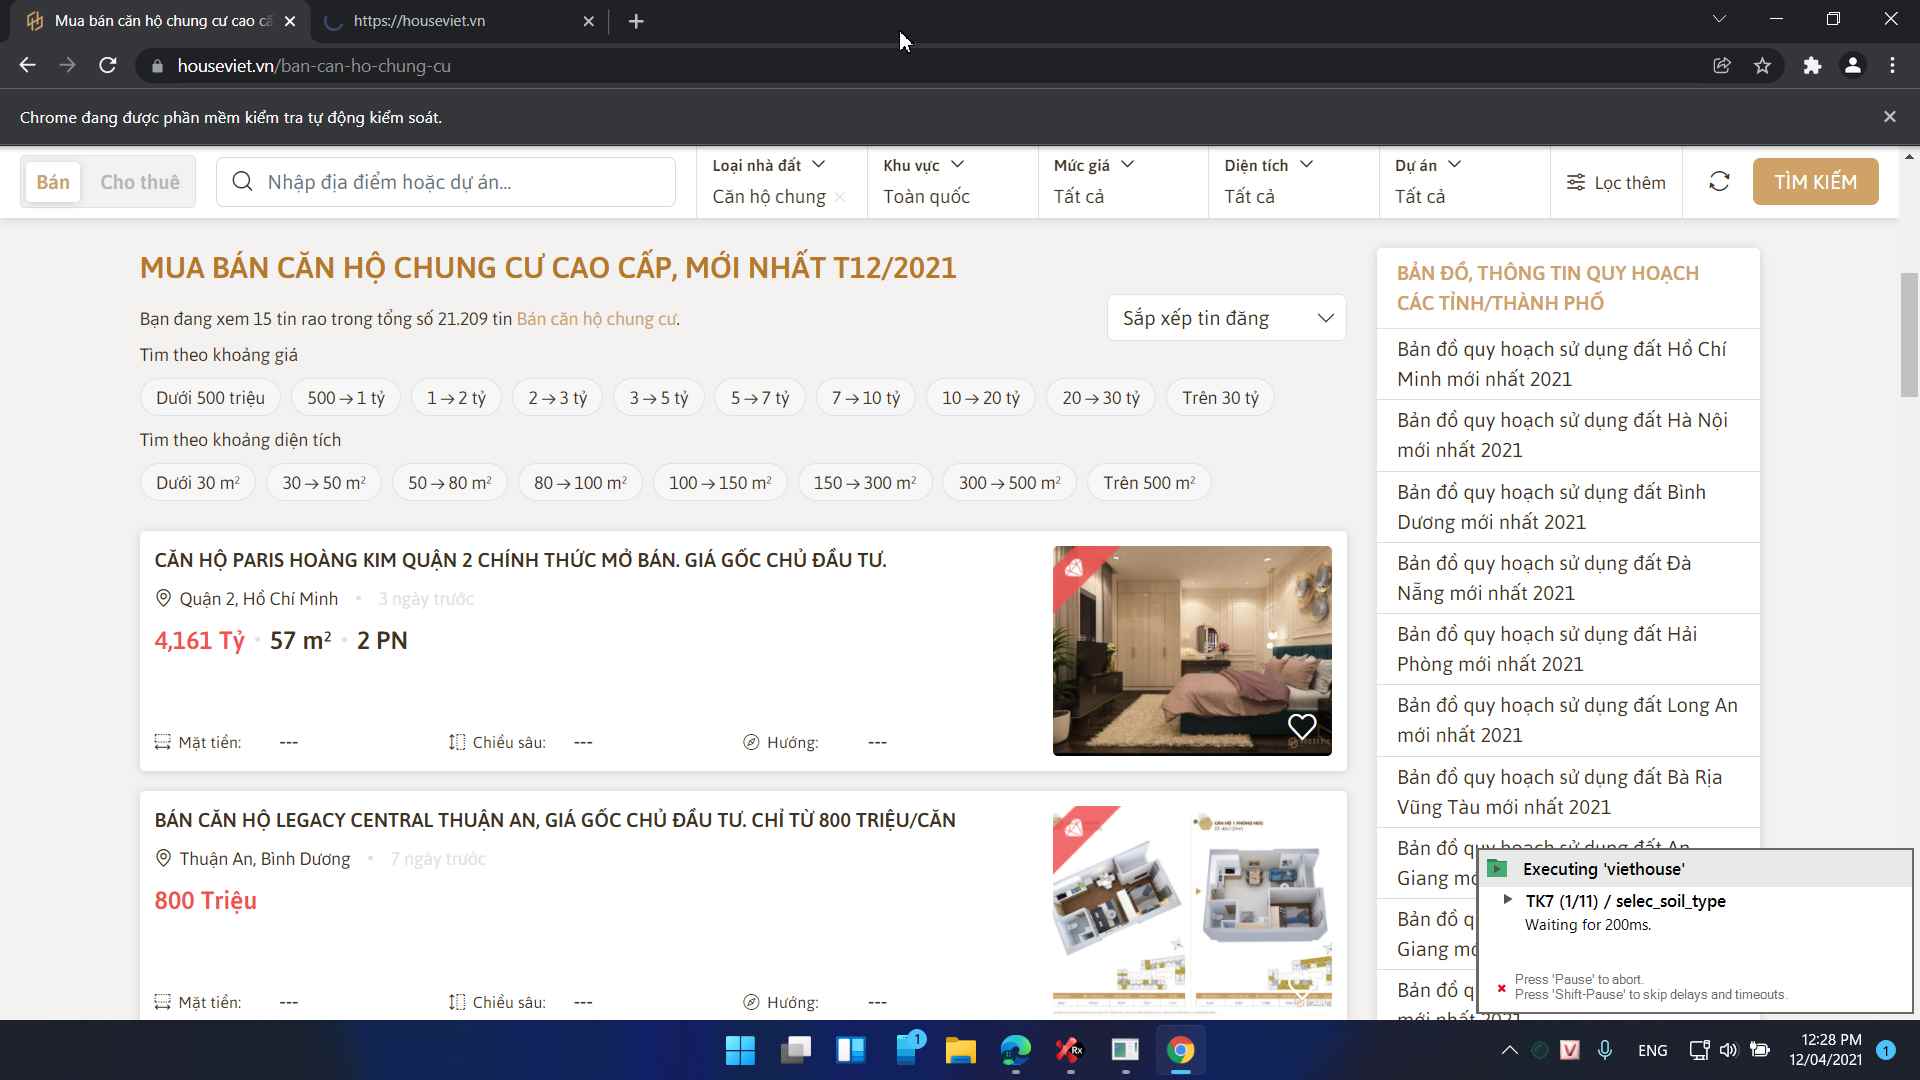 Mua bán căn hộ chung cư cao cấ
https://houseviet.vn
houseviet.vn/ban-can-ho-chung-cu
Chrome đang được phần mềm kiểm tra tự động kiểm soát.
Bán
Cho thuê
Nhập địa điểm hoặc dự án...
Loại nhà đất
Căn hộ chung
Khu vực
Toàn quốc
Mức giá
Tất cả
Diện tích
Tất cả
Dự án
Tất cả
Lọc thêm
TÌM KIẾM
MUA BÁN CĂN HỘ CHUNG CƯ CAO CẤP, MỚI NHẤT T12/2021
Bạn đang xem 15 tin rao trong tổng số 21.209 tin Bán căn hộ chung cư.
Sắp xếp tin đăng
Tìm theo khoảng giá
Dưới 500 triệu
500→1 tỷ
1→2 tỷ
2→3 tỷ
3→5 tỷ
5→7 tỷ
7→10 tỷ
10→20 tỷ
20→30 tỷ
Trên 30 tỷ
Tìm theo khoảng diện tích
Dưới 30 m²
30→50 m²
50→80 m²
80→100 m²
100→150 m²
150→300 m²
300→500 m²
Trên 500 m²
CĂN HỘ PARIS HOÀNG KIM QUẬN 2 CHÍNH THỨC MỞ BÁN. GIÁ GỐC CHỦ ĐẦU TƯ.
Quận 2, Hồ Chí Minh • 3 ngày trước
4,161 Tỷ • 57 m² • 2 PN
Mặt tiền: --- Chiều sâu: --- Hướng: ---
BÁN CĂN HỘ LEGACY CENTRAL THUẬN AN, GIÁ GỐC CHỦ ĐẦU TƯ. CHỈ TỪ 800 TRIỆU/CĂN
Thuận An, Bình Dương • 7 ngày trước
800 Triệu
Mặt tiền: --- Chiều sâu: --- Hướng: ---
BẢN ĐỒ, THÔNG TIN QUY HOẠCH
CÁC TỈNH/THÀNH PHỐ
Bản đồ quy hoạch sử dụng đất Hồ Chí
Minh mới nhất 2021
Bản đồ quy hoạch sử dụng đất Hà Nội
mới nhất 2021
Bản đồ quy hoạch sử dụng đất Bình
Dương mới nhất 2021
Bản đồ quy hoạch sử dụng đất Đà
Nẵng mới nhất 2021
Bản đồ quy hoạch sử dụng đất Hải
Phòng mới nhất 2021
Bản đồ quy hoạch sử dụng đất Long An
mới nhất 2021
Bản đồ quy hoạch sử dụng đất Bà Rịa
Vũng Tàu mới nhất 2021
Bản đồ quy hoạch sử dụng đất An
Giang mớ
Bản đồ q
Giang mớ
Bản đồ q
mới nhất 2021
Executing 'viethouse'
TK7 (1/11) / selec_soil_type
Waiting for 200ms.
Press 'Pause' to abort.
Press 'Shift-Pause' to skip delays and timeouts.
1
ENG
12:28 PM
12/04/2021
1